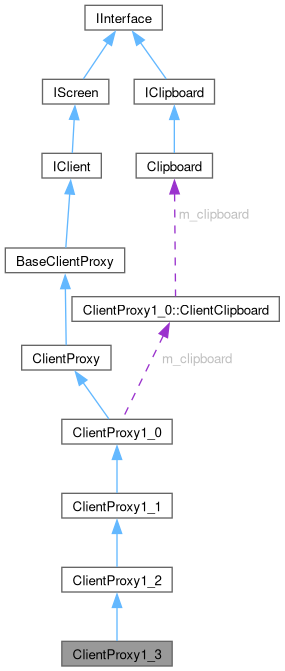 IInterface
IScreen
IClipboard
IClient
Clipboard
m_clipboard
BaseClientProxy
ClientProxy1_0::ClientClipboard
ClientProxy
m_clipboard
ClientProxy1_0
ClientProxy1_1
ClientProxy1_2
ClientProxy1_3